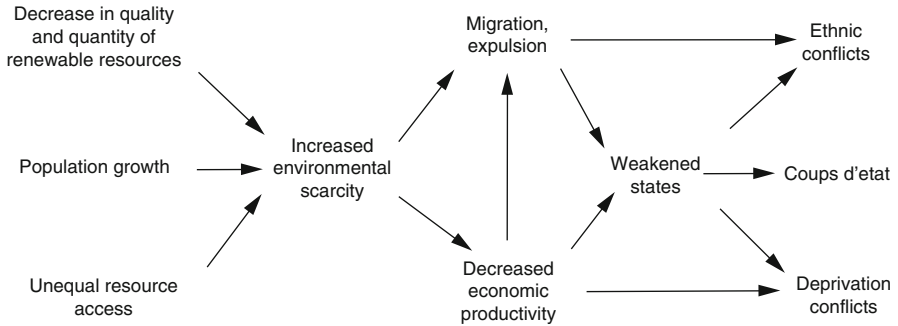 Decrease in quality
and quantity of
renewable resources
Population growth
Unequal resource
access
Increased
environmental
scarcity
Migration,
expulsion
Decreased
economic
productivity
Weakened
states
Ethnic
conflicts
Coups d'etat
Deprivation
conflicts